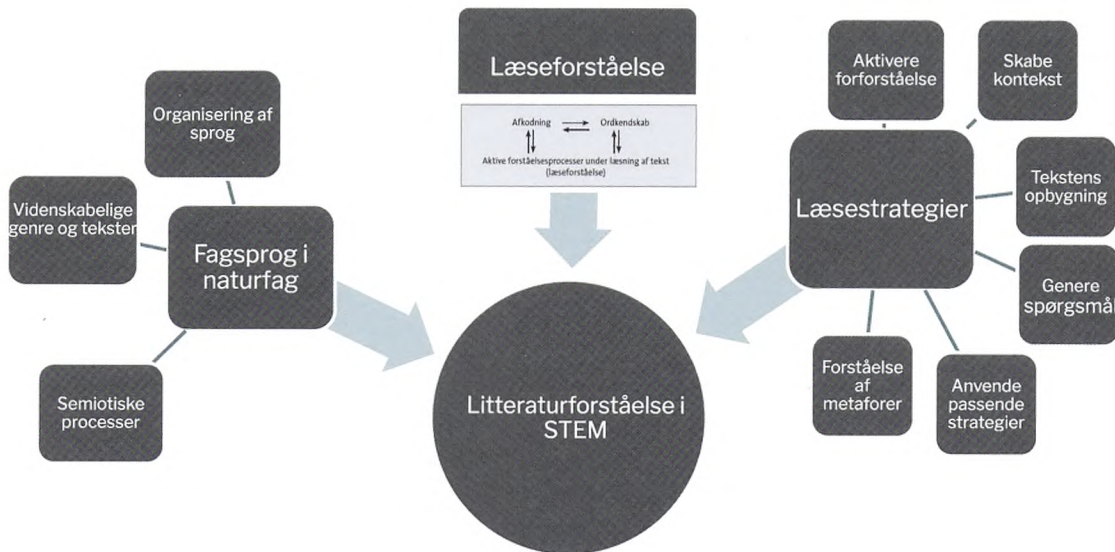 Læseforståelse
Afkodning
Ordkendskab
Aktive forståelsesprocesser under læsning af tekst
(læseforståelse)
Organisering af
sprog
Videnskabelige
genre og tekster
Fagsprog i
naturfag
Semiotiske
processer
Aktivere
forforståelse
Skabe
kontekst
Læsestrategier
Tekstens
opbygning
Genere
spørgsmål
Forståelse
af
metaforer
Anvende
passende
strategier
Litteraturforståelse i
STEM